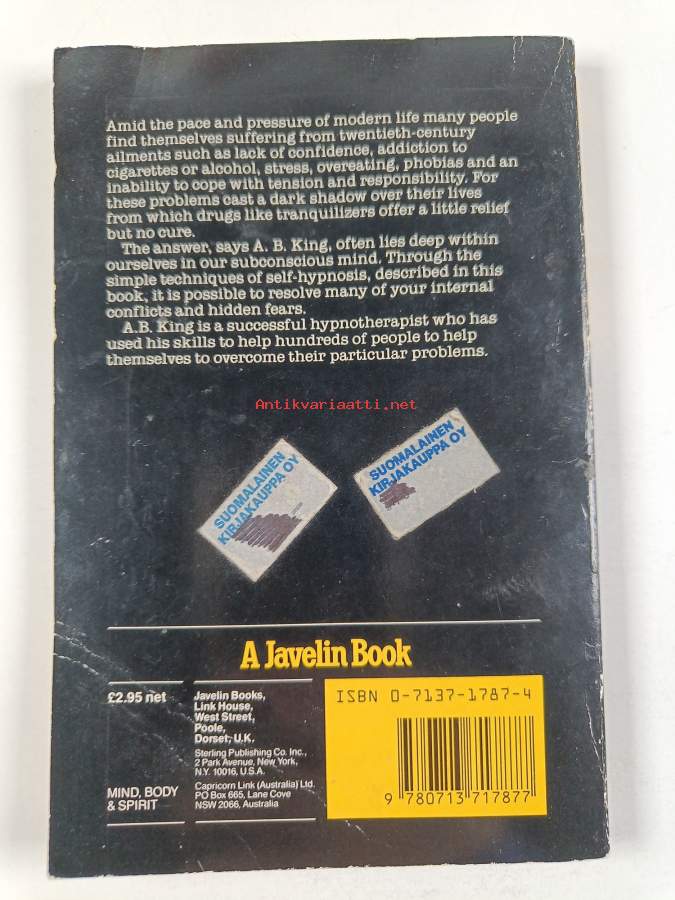 Amid the pace and pressure of modern life many people
find themselves suffering from twentieth-century
ailments such as lack of confidence, addiction to
cigarettes or alcohol, stress, overeating, phobias and an
inability to cope with tension and responsibility. For
these problems cast a dark shadow over their lives
from which drugs like tranquilizers offer a little relief
but no cure.
The answer, says A. B. King, often lies deep within
ourselves in our subconscious mind. Through the
simple techniques of self-hypnosis, described in this
book, it is possible to resolve many of your internal
conflicts and hidden fears.
A.B. King is a successful hypnotherapist who has
used his skills to help hundreds of people to help
themselves to overcome their particular problems.
Antikvariaatti.net
SUOMALAINEN
KIRJAKAUPPA OY
SUOMALAINEN
KIRJAKAUPPA OY
A Javelin Book
£2.95 net
MIND, BODY
& SPIRIT
Javelin Books,
Link House,
West Street,
Poole,
Dorset, U.K.
Sterling Publishing Co. Inc.,
2 Park Avenue, New York,
N.Y. 10016, U.S.A.
Capricorn Link (Australia) Ltd.
PO Box 665, Lane Cove
NSW 2066, Australia
ISBN 0-7137-1787-4
9 780713 717877